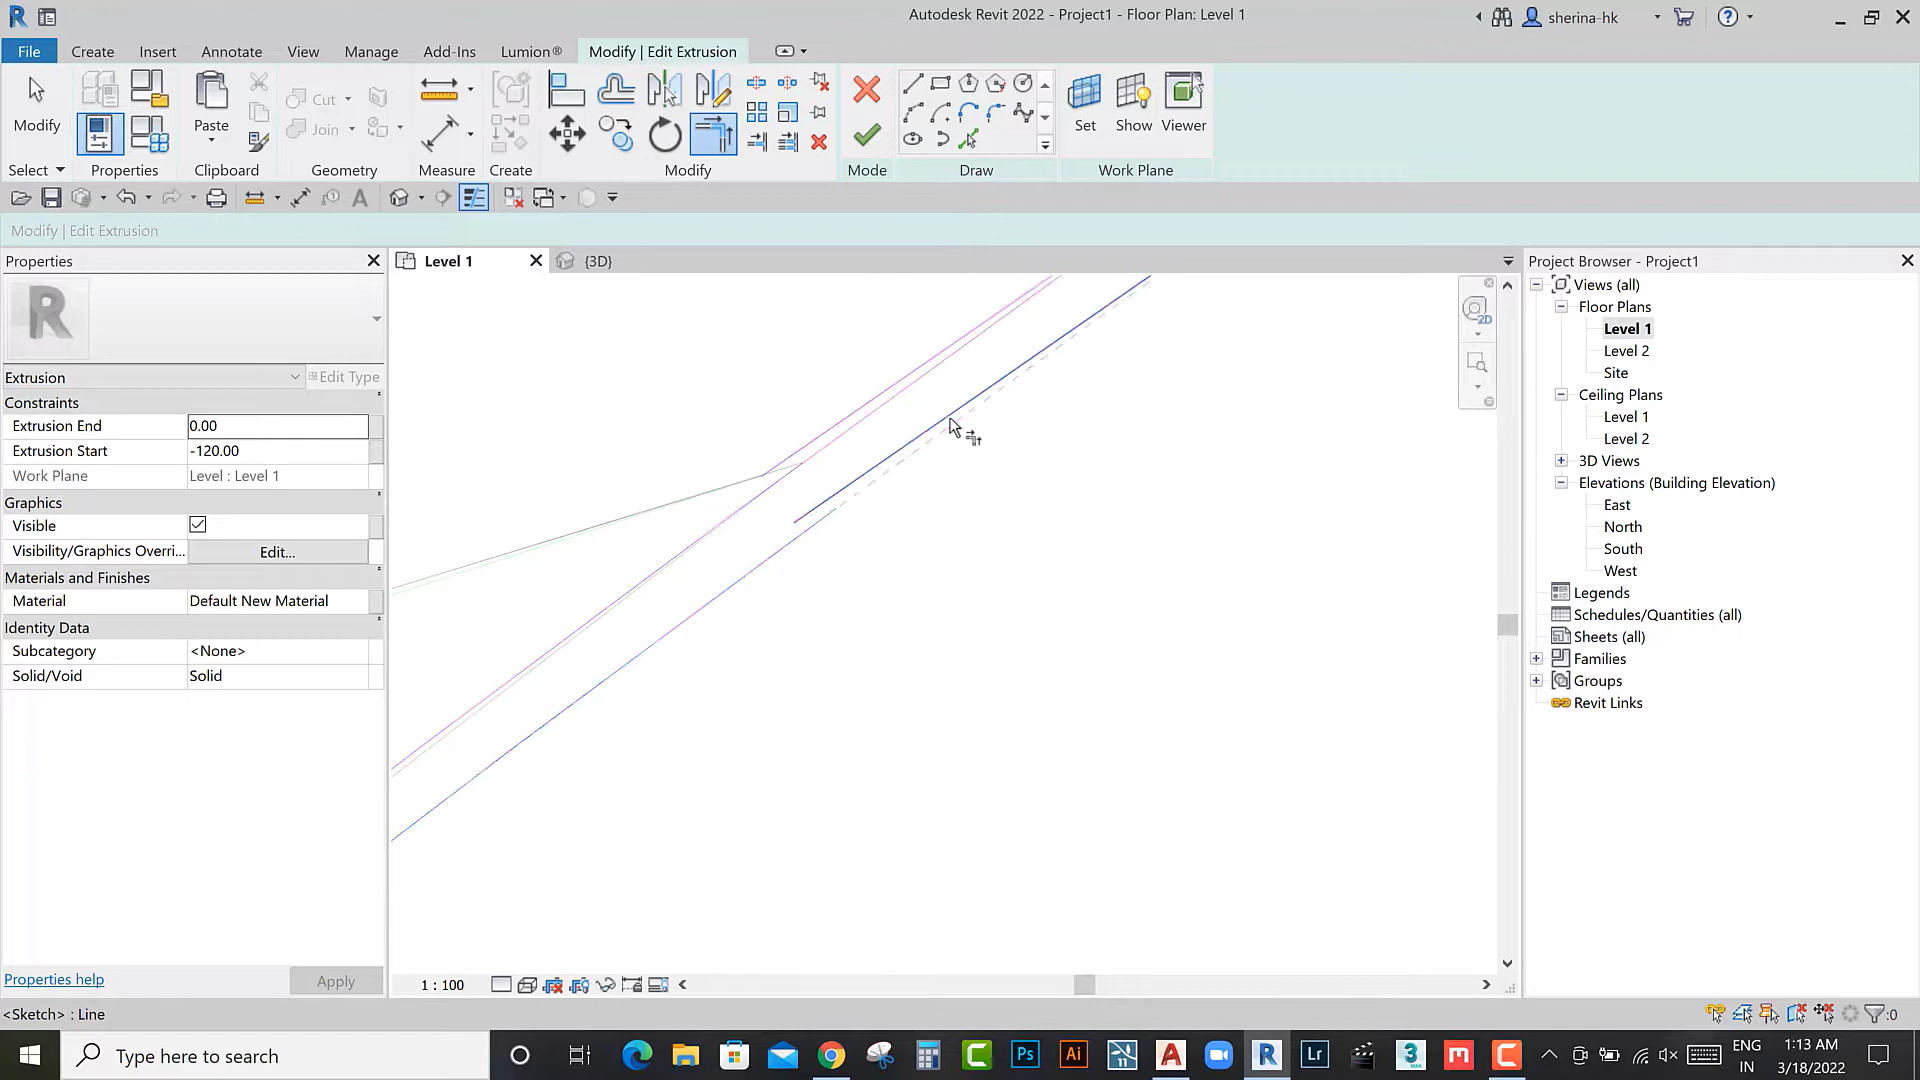 Autodesk Revit 2022 - Project1 - Floor Plan: Level 1
sherina-hk
File
Create
Insert
Annotate
View
Manage
Add-Ins
Lumion®
Modify | Edit Extrusion
Modify
Paste
Cut
Join
Set
Show
Viewer
Select
Properties
Clipboard
Geometry
Measure
Create
Modify
Mode
Draw
Work Plane
Modify | Edit Extrusion
Properties
Extrusion
Edit Type
Constraints
Extrusion End 0.00
Extrusion Start -120.00
Work Plane Level : Level 1
Graphics
Visible
Visibility/Graphics Overri... Edit...
Materials and Finishes
Material Default New Material
Identity Data
Subcategory <None>
Solid/Void Solid
Properties help
Apply
Level 1
{3D}
2D
1 : 100
Project Browser - Project1
Views (all)
Floor Plans
Level 1
Level 2
Site
Ceiling Plans
Level 1
Level 2
3D Views
Elevations (Building Elevation)
East
North
South
West
Legends
Schedules/Quantities (all)
Sheets (all)
Families
Groups
Revit Links
<Sketch> : Line
:0
Type here to search
ENG
IN
1:13 AM
3/18/2022